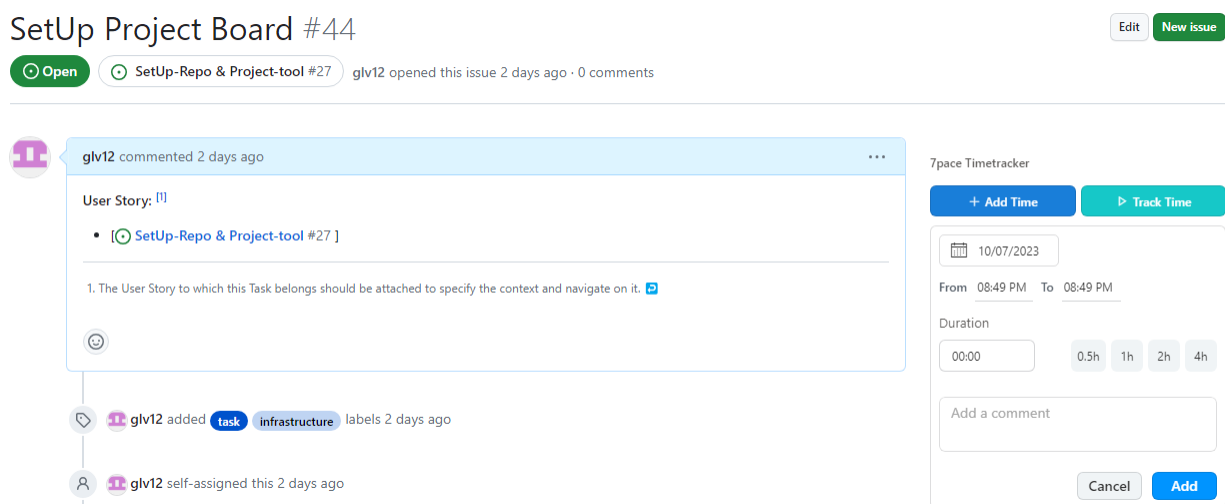 SetUp Project Board #44
Edit
New issue
Open
SetUp-Repo & Project-tool #27
glv12 opened this issue 2 days ago · 0 comments
glv12 commented 2 days ago
User Story: [1]
[ SetUp-Repo & Project-tool #27 ]
1. The User Story to which this Task belongs should be attached to specify the context and navigate on it.
glv12 added task infrastructure labels 2 days ago
glv12 self-assigned this 2 days ago
7pace Timetracker
+ Add Time
Track Time
10/07/2023
From 08:49 PM To 08:49 PM
Duration
00:00 0.5h 1h 2h 4h
Add a comment
Cancel
Add